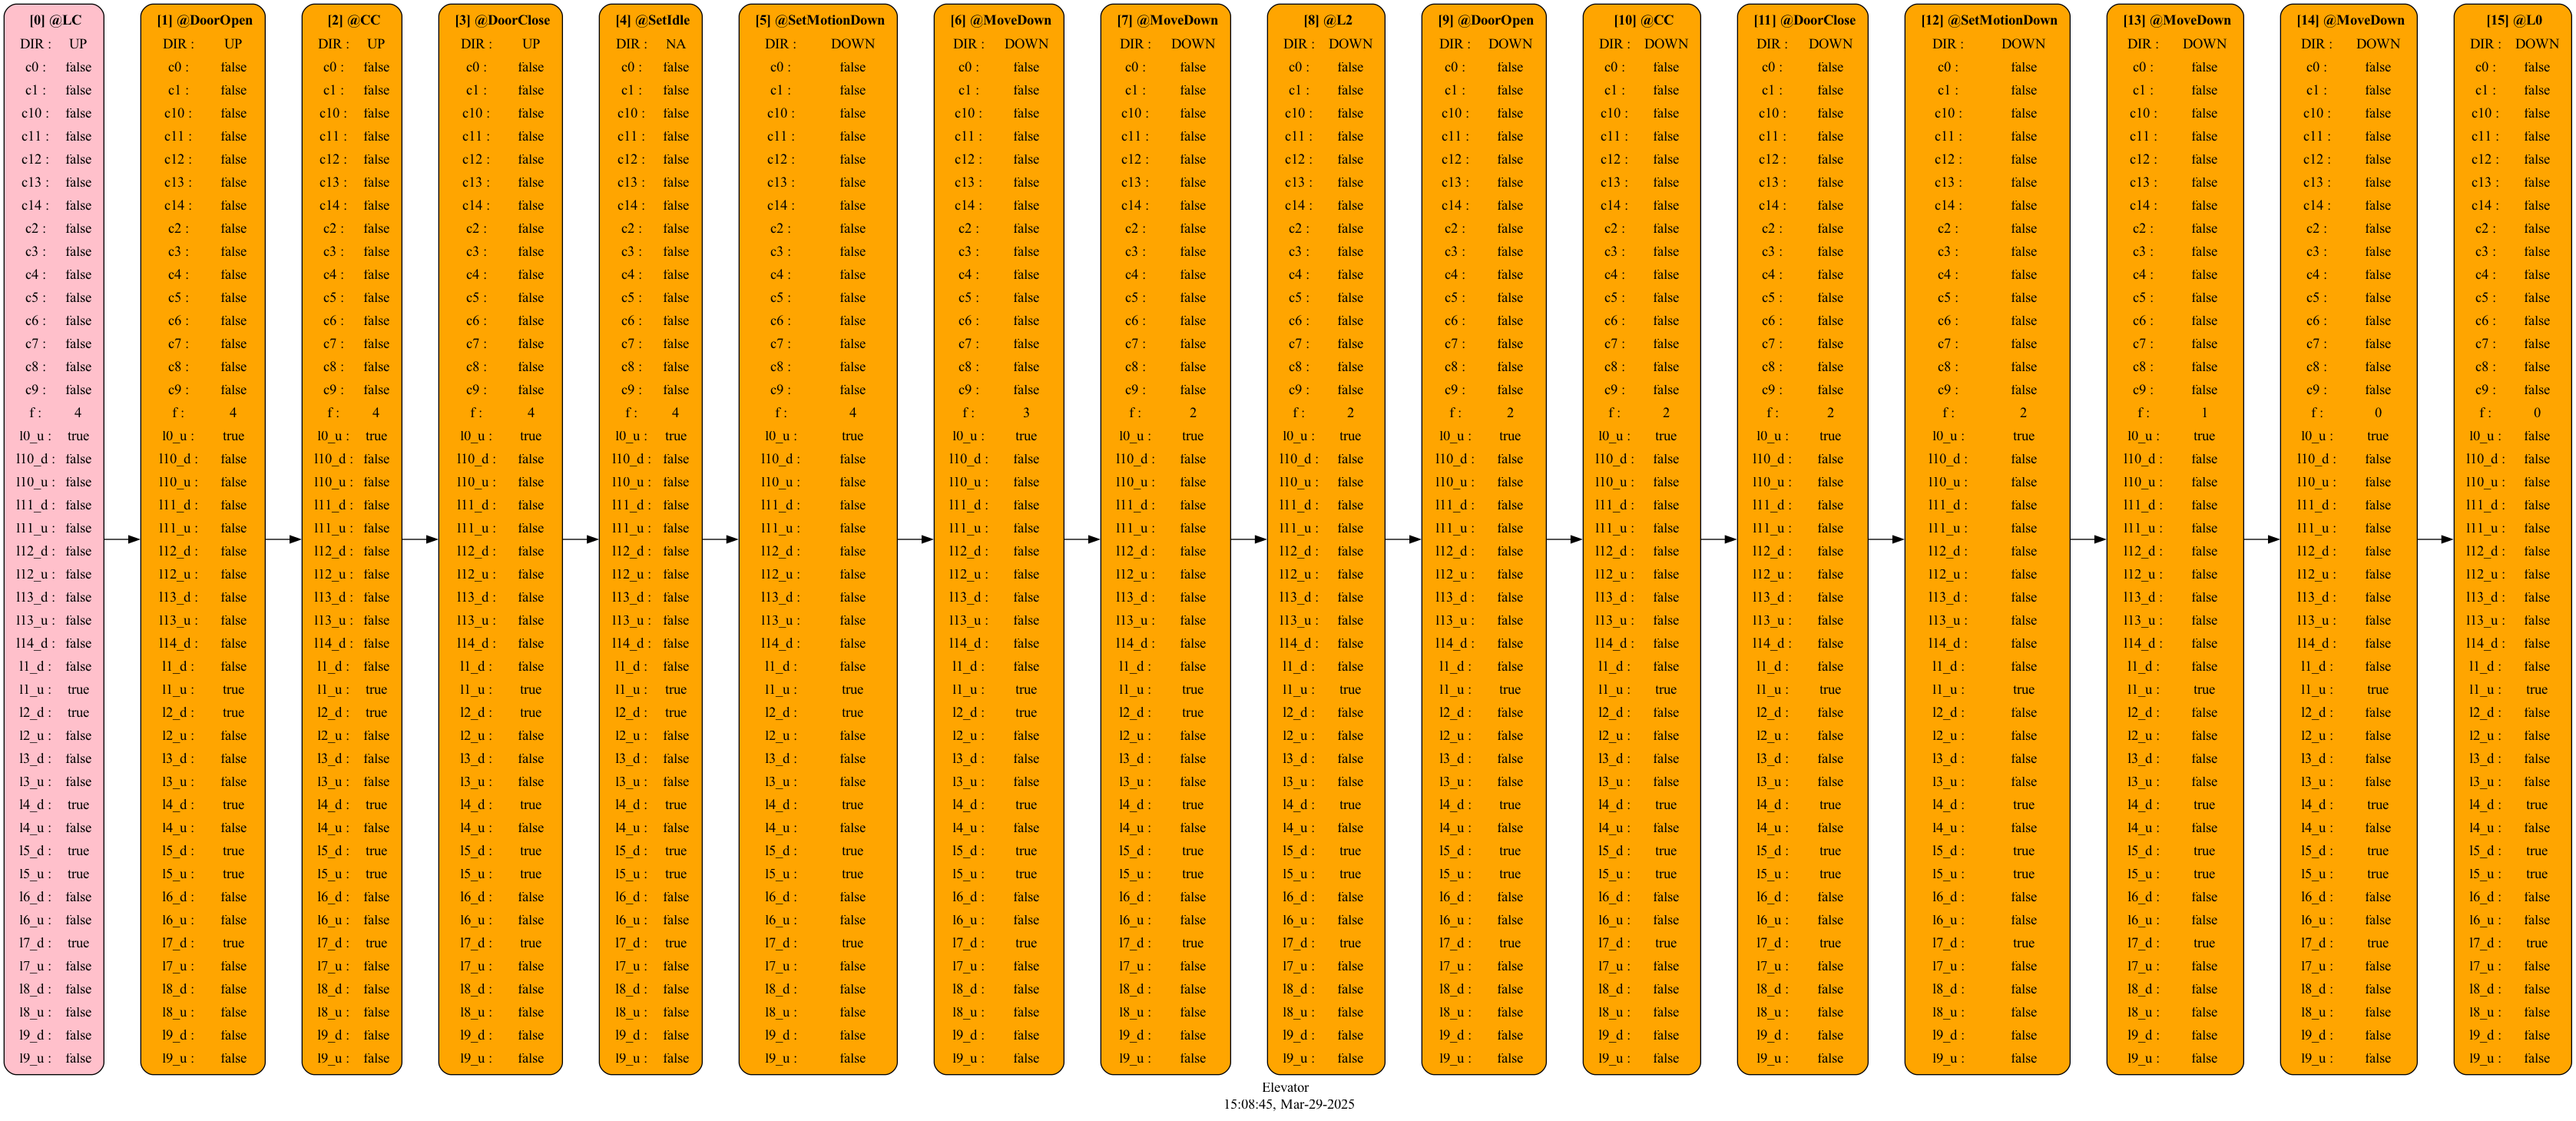 [0] @LC
DIR : UP
c0 : false
c1 : false
c10 : false
c11 : false
c12 : false
c13 : false
c14 : false
c2 : false
c3 : false
c4 : false
c5 : false
c6 : false
c7 : false
c8 : false
c9 : false
f : 4
l0_u : true
l10_d : false
l10_u : false
l11_d : false
l11_u : false
l12_d : false
l12_u : false
l13_d : false
l13_u : false
l14_d : false
l1_d : false
l1_u : true
l2_d : true
l2_u : false
l3_d : false
l3_u : false
l4_d : true
l4_u : false
l5_d : true
l5_u : true
l6_d : false
l6_u : false
l7_d : true
l7_u : false
l8_d : false
l8_u : false
l9_d : false
l9_u : false
[1] @DoorOpen
DIR : UP
c0 : false
c1 : false
c10 : false
c11 : false
c12 : false
c13 : false
c14 : false
c2 : false
c3 : false
c4 : false
c5 : false
c6 : false
c7 : false
c8 : false
c9 : false
f : 4
l0_u : true
l10_d : false
l10_u : false
l11_d : false
l11_u : false
l12_d : false
l12_u : false
l13_d : false
l13_u : false
l14_d : false
l1_d : false
l1_u : true
l2_d : true
l2_u : false
l3_d : false
l3_u : false
l4_d : true
l4_u : false
l5_d : true
l5_u : true
l6_d : false
l6_u : false
l7_d : true
l7_u : false
l8_d : false
l8_u : false
l9_d : false
l9_u : false
[2] @CC
DIR : UP
c0 : false
c1 : false
c10 : false
c11 : false
c12 : false
c13 : false
c14 : false
c2 : false
c3 : false
c4 : false
c5 : false
c6 : false
c7 : false
c8 : false
c9 : false
f : 4
l0_u : true
l10_d : false
l10_u : false
l11_d : false
l11_u : false
l12_d : false
l12_u : false
l13_d : false
l13_u : false
l14_d : false
l1_d : false
l1_u : true
l2_d : true
l2_u : false
l3_d : false
l3_u : false
l4_d : true
l4_u : false
l5_d : true
l5_u : true
l6_d : false
l6_u : false
l7_d : true
l7_u : false
l8_d : false
l8_u : false
l9_d : false
l9_u : false
[3] @DoorClose
DIR : UP
c0 : false
c1 : false
c10 : false
c11 : false
c12 : false
c13 : false
c14 : false
c2 : false
c3 : false
c4 : false
c5 : false
c6 : false
c7 : false
c8 : false
c9 : false
f : 4
l0_u : true
l10_d : false
l10_u : false
l11_d : false
l11_u : false
l12_d : false
l12_u : false
l13_d : false
l13_u : false
l14_d : false
l1_d : false
l1_u : true
l2_d : true
l2_u : false
l3_d : false
l3_u : false
l4_d : true
l4_u : false
l5_d : true
l5_u : true
l6_d : false
l6_u : false
l7_d : true
l7_u : false
l8_d : false
l8_u : false
l9_d : false
l9_u : false
[4] @SetIdle
DIR : NA
c0 : false
c1 : false
c10 : false
c11 : false
c12 : false
c13 : false
c14 : false
c2 : false
c3 : false
c4 : false
c5 : false
c6 : false
c7 : false
c8 : false
c9 : false
f : 4
l0_u : true
l10_d : false
l10_u : false
l11_d : false
l11_u : false
l12_d : false
l12_u : false
l13_d : false
l13_u : false
l14_d : false
l1_d : false
l1_u : true
l2_d : true
l2_u : false
l3_d : false
l3_u : false
l4_d : true
l4_u : false
l5_d : true
l5_u : true
l6_d : false
l6_u : false
l7_d : true
l7_u : false
l8_d : false
l8_u : false
l9_d : false
l9_u : false
[5] @SetMotionDown
DIR : DOWN
c0 : false
c1 : false
c10 : false
c11 : false
c12 : false
c13 : false
c14 : false
c2 : false
c3 : false
c4 : false
c5 : false
c6 : false
c7 : false
c8 : false
c9 : false
f : 4
l0_u : true
l10_d : false
l10_u : false
l11_d : false
l11_u : false
l12_d : false
l12_u : false
l13_d : false
l13_u : false
l14_d : false
l1_d : false
l1_u : true
l2_d : true
l2_u : false
l3_d : false
l3_u : false
l4_d : true
l4_u : false
l5_d : true
l5_u : true
l6_d : false
l6_u : false
l7_d : true
l7_u : false
l8_d : false
l8_u : false
l9_d : false
l9_u : false
[6] @MoveDown
DIR : DOWN
c0 : false
c1 : false
c10 : false
c11 : false
c12 : false
c13 : false
c14 : false
c2 : false
c3 : false
c4 : false
c5 : false
c6 : false
c7 : false
c8 : false
c9 : false
f : 3
l0_u : true
l10_d : false
l10_u : false
l11_d : false
l11_u : false
l12_d : false
l12_u : false
l13_d : false
l13_u : false
l14_d : false
l1_d : false
l1_u : true
l2_d : true
l2_u : false
l3_d : false
l3_u : false
l4_d : true
l4_u : false
l5_d : true
l5_u : true
l6_d : false
l6_u : false
l7_d : true
l7_u : false
l8_d : false
l8_u : false
l9_d : false
l9_u : false
[7] @MoveDown
DIR : DOWN
c0 : false
c1 : false
c10 : false
c11 : false
c12 : false
c13 : false
c14 : false
c2 : false
c3 : false
c4 : false
c5 : false
c6 : false
c7 : false
c8 : false
c9 : false
f : 2
l0_u : true
l10_d : false
l10_u : false
l11_d : false
l11_u : false
l12_d : false
l12_u : false
l13_d : false
l13_u : false
l14_d : false
l1_d : false
l1_u : true
l2_d : true
l2_u : false
l3_d : false
l3_u : false
l4_d : true
l4_u : false
l5_d : true
l5_u : true
l6_d : false
l6_u : false
l7_d : true
l7_u : false
l8_d : false
l8_u : false
l9_d : false
l9_u : false
[8] @L2
DIR : DOWN
c0 : false
c1 : false
c10 : false
c11 : false
c12 : false
c13 : false
c14 : false
c2 : false
c3 : false
c4 : false
c5 : false
c6 : false
c7 : false
c8 : false
c9 : false
f : 2
l0_u : true
l10_d : false
l10_u : false
l11_d : false
l11_u : false
l12_d : false
l12_u : false
l13_d : false
l13_u : false
l14_d : false
l1_d : false
l1_u : true
l2_d : false
l2_u : false
l3_d : false
l3_u : false
l4_d : true
l4_u : false
l5_d : true
l5_u : true
l6_d : false
l6_u : false
l7_d : true
l7_u : false
l8_d : false
l8_u : false
l9_d : false
l9_u : false
[9] @DoorOpen
DIR : DOWN
c0 : false
c1 : false
c10 : false
c11 : false
c12 : false
c13 : false
c14 : false
c2 : false
c3 : false
c4 : false
c5 : false
c6 : false
c7 : false
c8 : false
c9 : false
f : 2
l0_u : true
l10_d : false
l10_u : false
l11_d : false
l11_u : false
l12_d : false
l12_u : false
l13_d : false
l13_u : false
l14_d : false
l1_d : false
l1_u : true
l2_d : false
l2_u : false
l3_d : false
l3_u : false
l4_d : true
l4_u : false
l5_d : true
l5_u : true
l6_d : false
l6_u : false
l7_d : true
l7_u : false
l8_d : false
l8_u : false
l9_d : false
l9_u : false
[10] @CC
DIR : DOWN
c0 : false
c1 : false
c10 : false
c11 : false
c12 : false
c13 : false
c14 : false
c2 : false
c3 : false
c4 : false
c5 : false
c6 : false
c7 : false
c8 : false
c9 : false
f : 2
l0_u : true
l10_d : false
l10_u : false
l11_d : false
l11_u : false
l12_d : false
l12_u : false
l13_d : false
l13_u : false
l14_d : false
l1_d : false
l1_u : true
l2_d : false
l2_u : false
l3_d : false
l3_u : false
l4_d : true
l4_u : false
l5_d : true
l5_u : true
l6_d : false
l6_u : false
l7_d : true
l7_u : false
l8_d : false
l8_u : false
l9_d : false
l9_u : false
[11] @DoorClose
DIR : DOWN
c0 : false
c1 : false
c10 : false
c11 : false
c12 : false
c13 : false
c14 : false
c2 : false
c3 : false
c4 : false
c5 : false
c6 : false
c7 : false
c8 : false
c9 : false
f : 2
l0_u : true
l10_d : false
l10_u : false
l11_d : false
l11_u : false
l12_d : false
l12_u : false
l13_d : false
l13_u : false
l14_d : false
l1_d : false
l1_u : true
l2_d : false
l2_u : false
l3_d : false
l3_u : false
l4_d : true
l4_u : false
l5_d : true
l5_u : true
l6_d : false
l6_u : false
l7_d : true
l7_u : false
l8_d : false
l8_u : false
l9_d : false
l9_u : false
[12] @SetMotionDown
DIR : DOWN
c0 : false
c1 : false
c10 : false
c11 : false
c12 : false
c13 : false
c14 : false
c2 : false
c3 : false
c4 : false
c5 : false
c6 : false
c7 : false
c8 : false
c9 : false
f : 2
l0_u : true
l10_d : false
l10_u : false
l11_d : false
l11_u : false
l12_d : false
l12_u : false
l13_d : false
l13_u : false
l14_d : false
l1_d : false
l1_u : true
l2_d : false
l2_u : false
l3_d : false
l3_u : false
l4_d : true
l4_u : false
l5_d : true
l5_u : true
l6_d : false
l6_u : false
l7_d : true
l7_u : false
l8_d : false
l8_u : false
l9_d : false
l9_u : false
[13] @MoveDown
DIR : DOWN
c0 : false
c1 : false
c10 : false
c11 : false
c12 : false
c13 : false
c14 : false
c2 : false
c3 : false
c4 : false
c5 : false
c6 : false
c7 : false
c8 : false
c9 : false
f : 1
l0_u : true
l10_d : false
l10_u : false
l11_d : false
l11_u : false
l12_d : false
l12_u : false
l13_d : false
l13_u : false
l14_d : false
l1_d : false
l1_u : true
l2_d : false
l2_u : false
l3_d : false
l3_u : false
l4_d : true
l4_u : false
l5_d : true
l5_u : true
l6_d : false
l6_u : false
l7_d : true
l7_u : false
l8_d : false
l8_u : false
l9_d : false
l9_u : false
[14] @MoveDown
DIR : DOWN
c0 : false
c1 : false
c10 : false
c11 : false
c12 : false
c13 : false
c14 : false
c2 : false
c3 : false
c4 : false
c5 : false
c6 : false
c7 : false
c8 : false
c9 : false
f : 0
l0_u : true
l10_d : false
l10_u : false
l11_d : false
l11_u : false
l12_d : false
l12_u : false
l13_d : false
l13_u : false
l14_d : false
l1_d : false
l1_u : true
l2_d : false
l2_u : false
l3_d : false
l3_u : false
l4_d : true
l4_u : false
l5_d : true
l5_u : true
l6_d : false
l6_u : false
l7_d : true
l7_u : false
l8_d : false
l8_u : false
l9_d : false
l9_u : false
[15] @L0
DIR : DOWN
c0 : false
c1 : false
c10 : false
c11 : false
c12 : false
c13 : false
c14 : false
c2 : false
c3 : false
c4 : false
c5 : false
c6 : false
c7 : false
c8 : false
c9 : false
f : 0
l0_u : false
l10_d : false
l10_u : false
l11_d : false
l11_u : false
l12_d : false
l12_u : false
l13_d : false
l13_u : false
l14_d : false
l1_d : false
l1_u : true
l2_d : false
l2_u : false
l3_d : false
l3_u : false
l4_d : true
l4_u : false
l5_d : true
l5_u : true
l6_d : false
l6_u : false
l7_d : true
l7_u : false
l8_d : false
l8_u : false
l9_d : false
l9_u : false
Elevator
15:08:45, Mar-29-2025